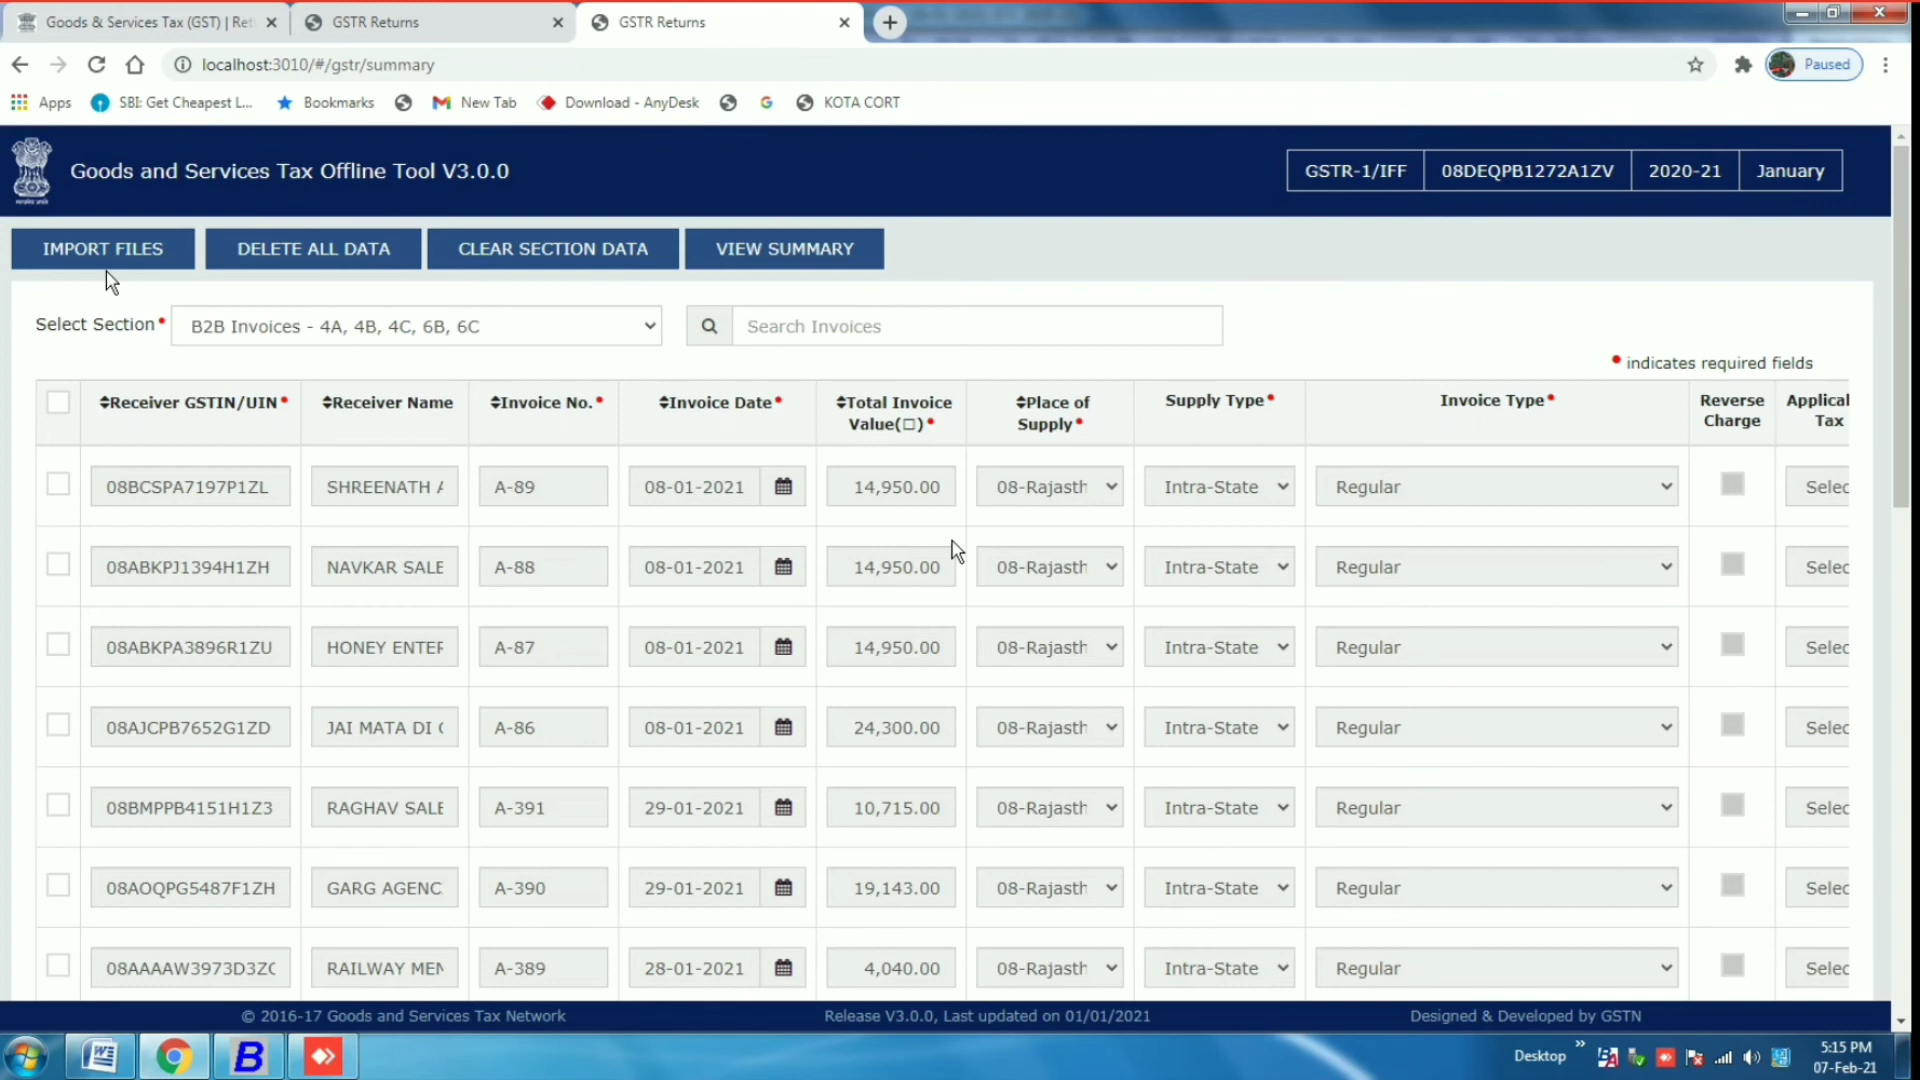 Goods & Services Tax (GST) | Ret
GSTR Returns
GSTR Returns
localhost:3010/#/gstr/summary
Paused
Apps
SBI: Get Cheapest L...
Bookmarks
New Tab
Download - AnyDesk
KOTA CORT
Goods and Services Tax Offline Tool V3.0.0
GSTR-1/IFF 08DEQPB1272A1ZV 2020-21 January
IMPORT FILES DELETE ALL DATA CLEAR SECTION DATA VIEW SUMMARY
Select Section• B2B Invoices - 4A, 4B, 4C, 6B, 6C Search Invoices
• indicates required fields
Receiver GSTIN/UIN• Receiver Name Invoice No.• Invoice Date• Total Invoice Value(□)• Place of Supply• Supply Type• Invoice Type• Reverse Charge Applical Tax
08BCSPA7197P1ZL SHREENATH A-89 08-01-2021 14,950.00 08-Rajasth Intra-State Regular Selec
08ABKPJ1394H1ZH NAVKAR SALE A-88 08-01-2021 14,950.00 08-Rajasth Intra-State Regular Selec
08ABKPA3896R1ZU HONEY ENTER A-87 08-01-2021 14,950.00 08-Rajasth Intra-State Regular Selec
08AJCPB7652G1ZD JAI MATA DI A-86 08-01-2021 24,300.00 08-Rajasth Intra-State Regular Selec
08BMPPB4151H1Z3 RAGHAV SALE A-391 29-01-2021 10,715.00 08-Rajasth Intra-State Regular Selec
08AOQPG5487F1ZH GARG AGENC A-390 29-01-2021 19,143.00 08-Rajasth Intra-State Regular Selec
08AAAAW3973D3Z RAILWAY MEN A-389 28-01-2021 4,040.00 08-Rajasth Intra-State Regular Selec
© 2016-17 Goods and Services Tax Network Release V3.0.0, Last updated on 01/01/2021 Designed & Developed by GSTN
Desktop
5:15 PM
07-Feb-21